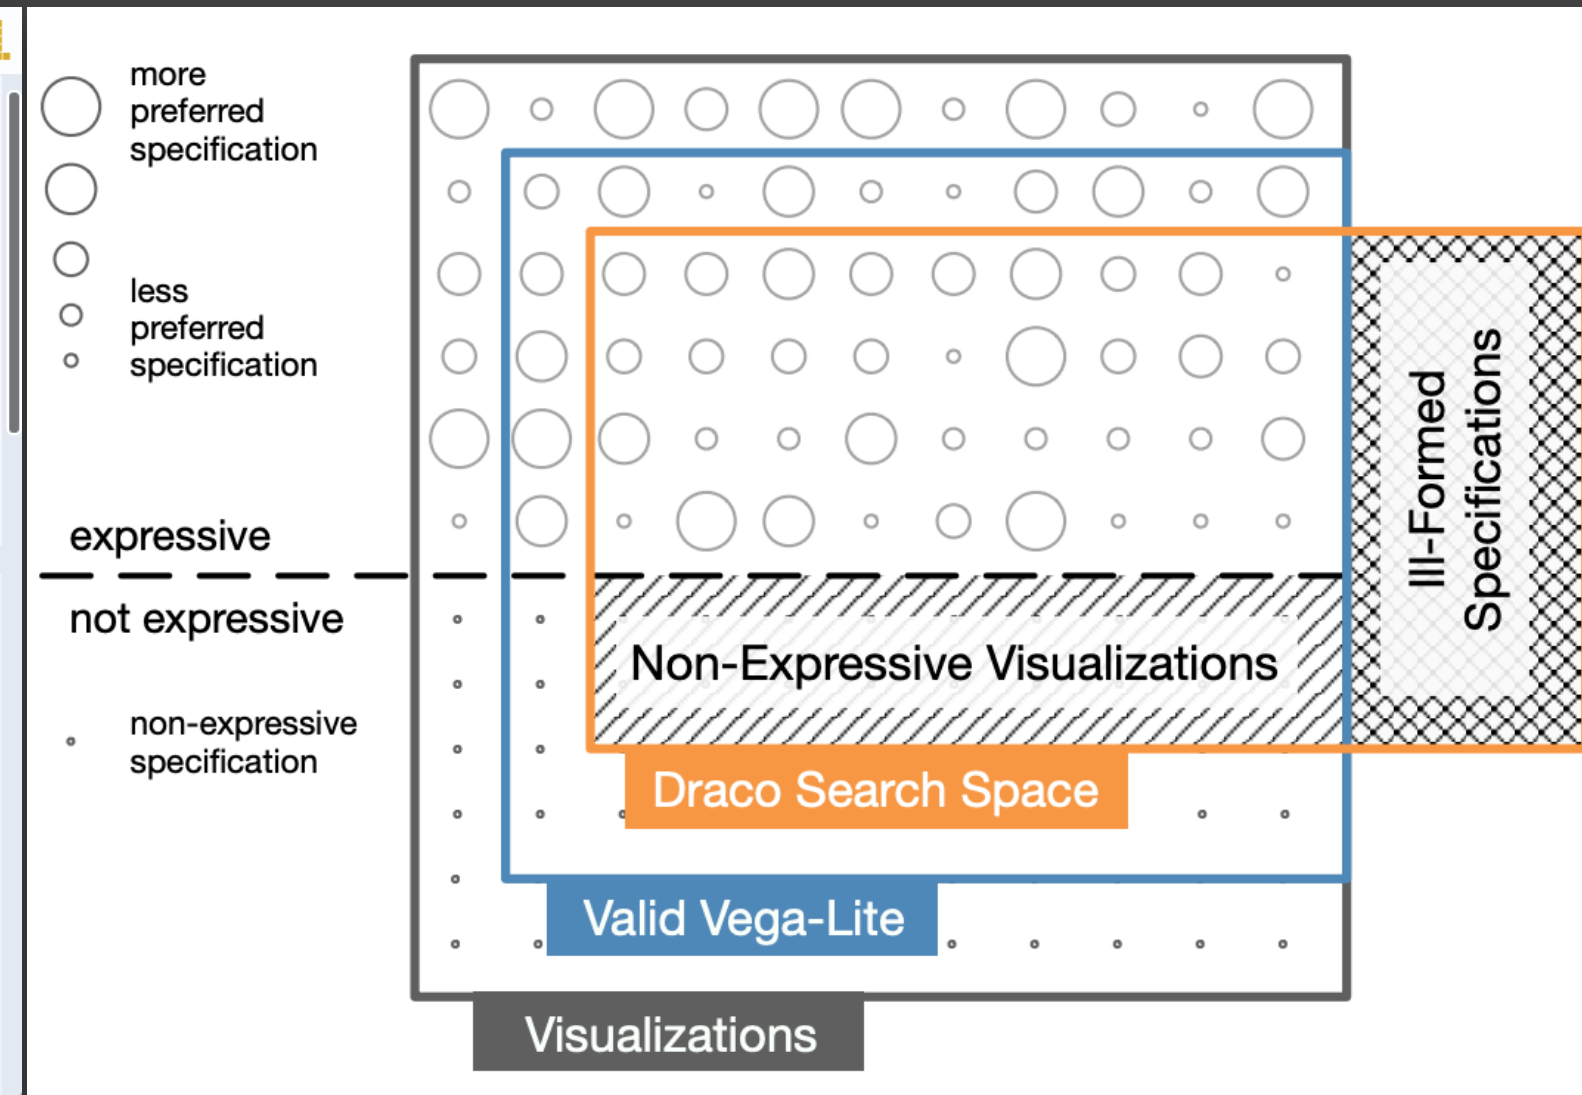 more
preferred
specification
less
preferred
specification
expressive
not expressive
non-expressive
specification
Ill-Formed
Specifications
Non-Expressive Visualizations
Draco Search Space
Valid Vega-Lite
Visualizations